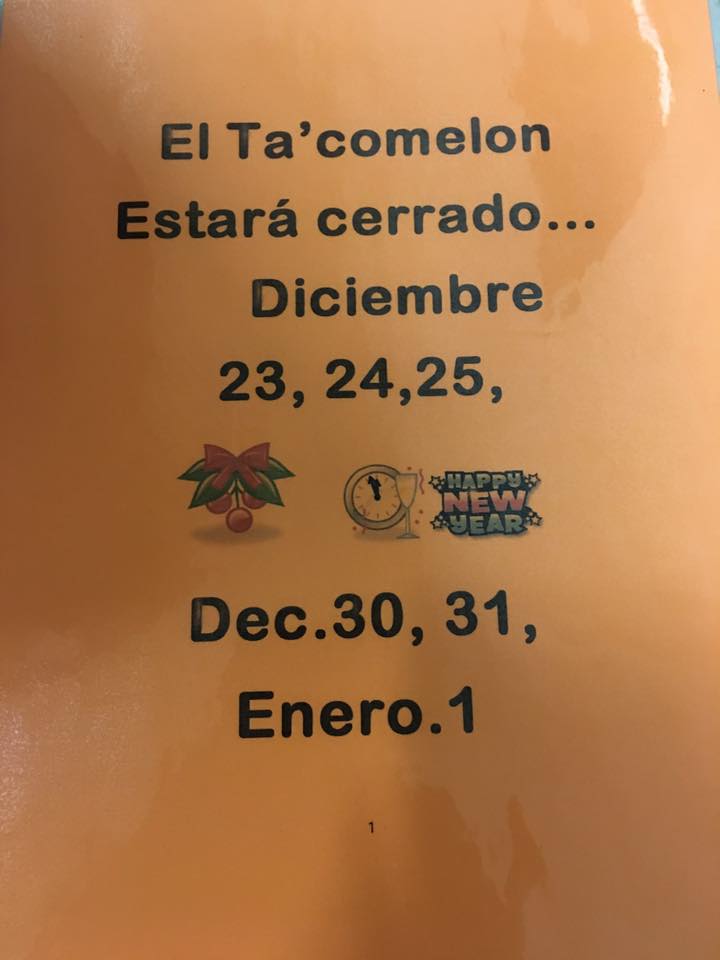 El Ta’comelon
Estará cerrado...
Diciembre
23, 24,25,
HAPPY
NEW
YEAR
Dec.30, 31,
Enero.1
1